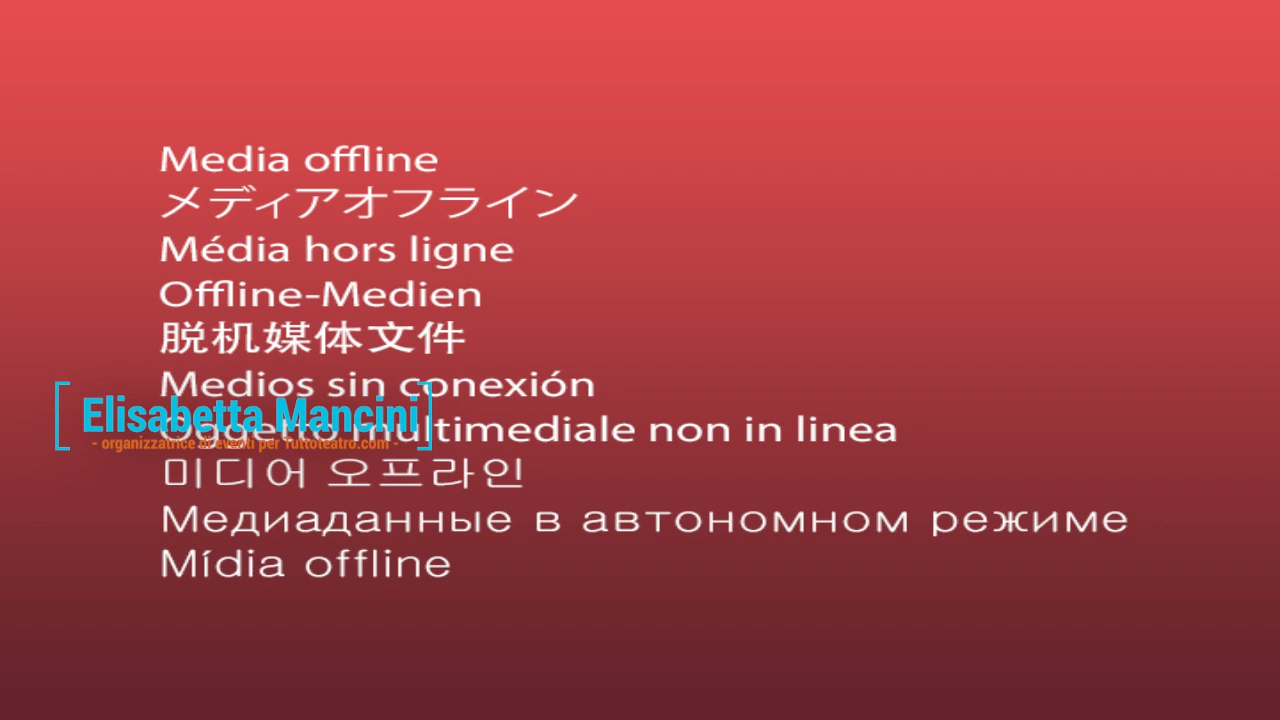 Media offline
メディアオフライン
Média hors ligne
Offline-Medien
脱机媒体文件
Medios sin conexión
Elisabetta Mancini
Oggetto multimediale non in linea
- organizzatrice di eventi per Tuttoteatro.com -
미디어 오프라인
Медиаданные в автономном режиме
Mídia offline